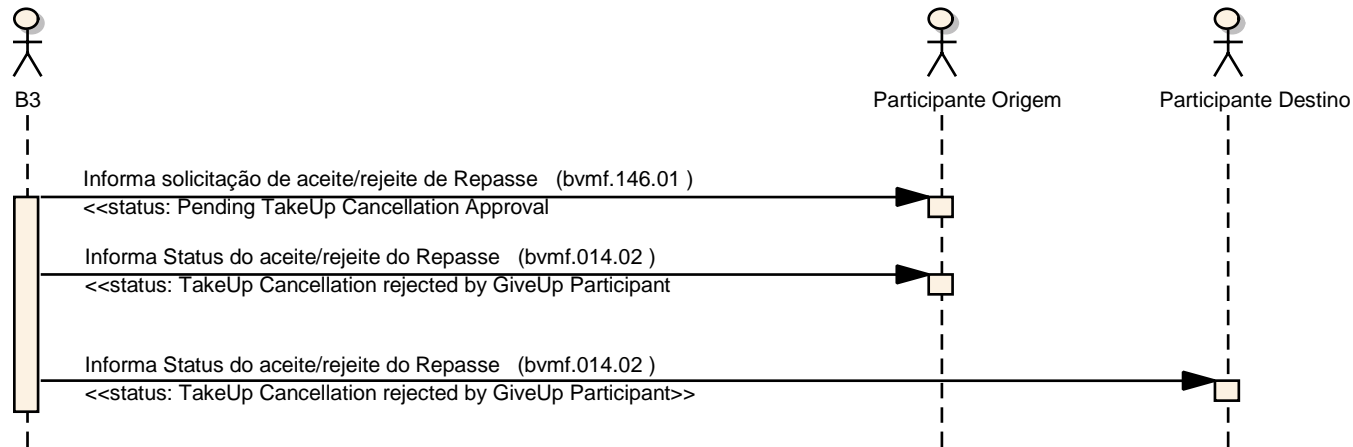 B3
Participante Origem
Participante Destino
Informa solicitação de aceite/rejeite de Repasse (bvmf.146.01 )
<<status: Pending TakeUp Cancellation Approval
Informa Status do aceite/rejeite do Repasse (bvmf.014.02 )
<<status: TakeUp Cancellation rejected by GiveUp Participant
Informa Status do aceite/rejeite do Repasse (bvmf.014.02 )
<<status: TakeUp Cancellation rejected by GiveUp Participant>>